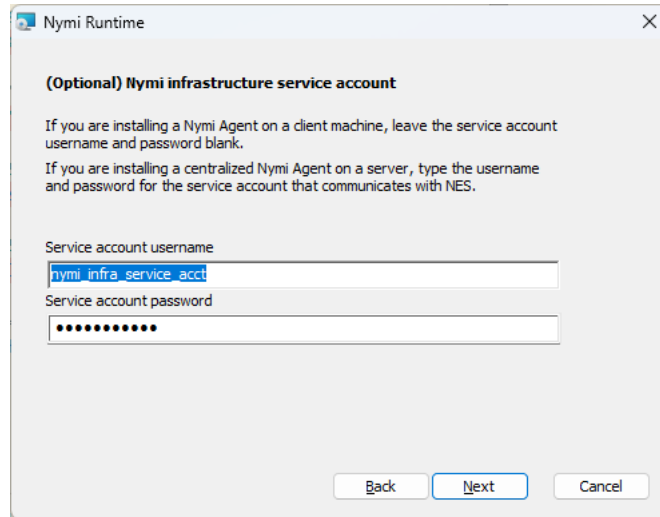 Nymi Runtime
(Optional) Nymi infrastructure service account
If you are installing a Nymi Agent on a client machine, leave the service account
username and password blank.
If you are installing a centralized Nymi Agent on a server, type the username
and password for the service account that communicates with NES.
Service account username
nymi_infra_service_acct
Service account password
•••••••••••
Back
Next
Cancel